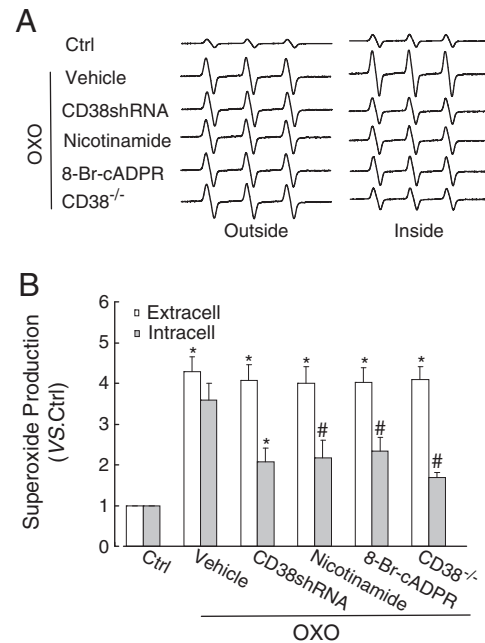 A
Ctrl
Vehicle
CD38shRNA
Nicotinamide
8-Br-cADPR
CD38-/-
OXO
Outside
Inside
B
Superoxide Production
(VS.Ctrl)
6
5
4
3
2
1
0
Extracell
Intracell
*
*
*
#
*
#
*
#
*
*
Ctrl
Vehicle
CD38shRNA
Nicotinamide
8-Br-cADPR
CD38-/-
OXO